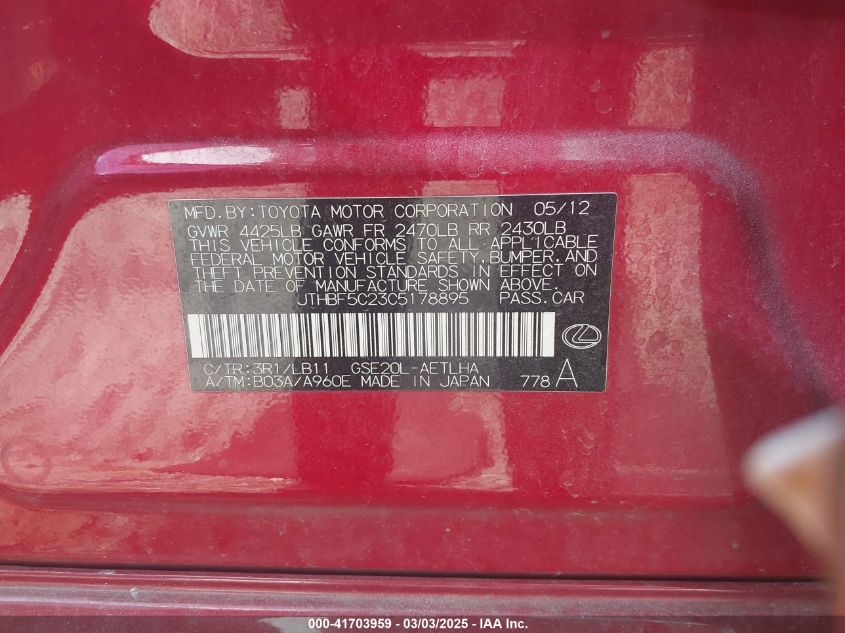 MFD. BY: TOYOTA MOTOR CORPORATION 05/12
GVWR 4425LB GAWR FR 2470LB RR 2430LB
THIS VEHICLE CONFORMS TO ALL APPLICABLE
FEDERAL MOTOR VEHICLE SAFETY, BUMPER, AND
THEFT PREVENTION STANDARDS IN EFFECT ON
THE DATE OF MANUFACTURE SHOWN ABOVE.
JTHBF5C23C5178895 PASS. CAR
C/TR: 3R1/LB11 GSE20L-AETLHA
A/TM: B03A/A960E MADE IN JAPAN 778 A
000-41703959 - 03/03/2025 - IAA Inc.